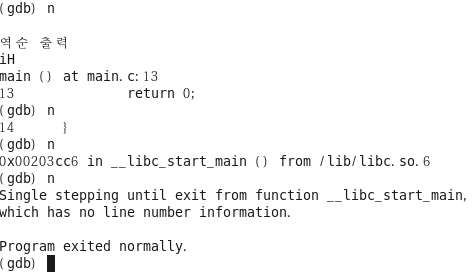 (gdb) n

역순 출력
iH
main () at main.c:13
13              return 0;
(gdb) n
14      }
(gdb) n
0x00203cc6 in __libc_start_main () from /lib/libc.so.6
(gdb) n
Single stepping until exit from function __libc_start_main,
which has no line number information.

Program exited normally.
(gdb)